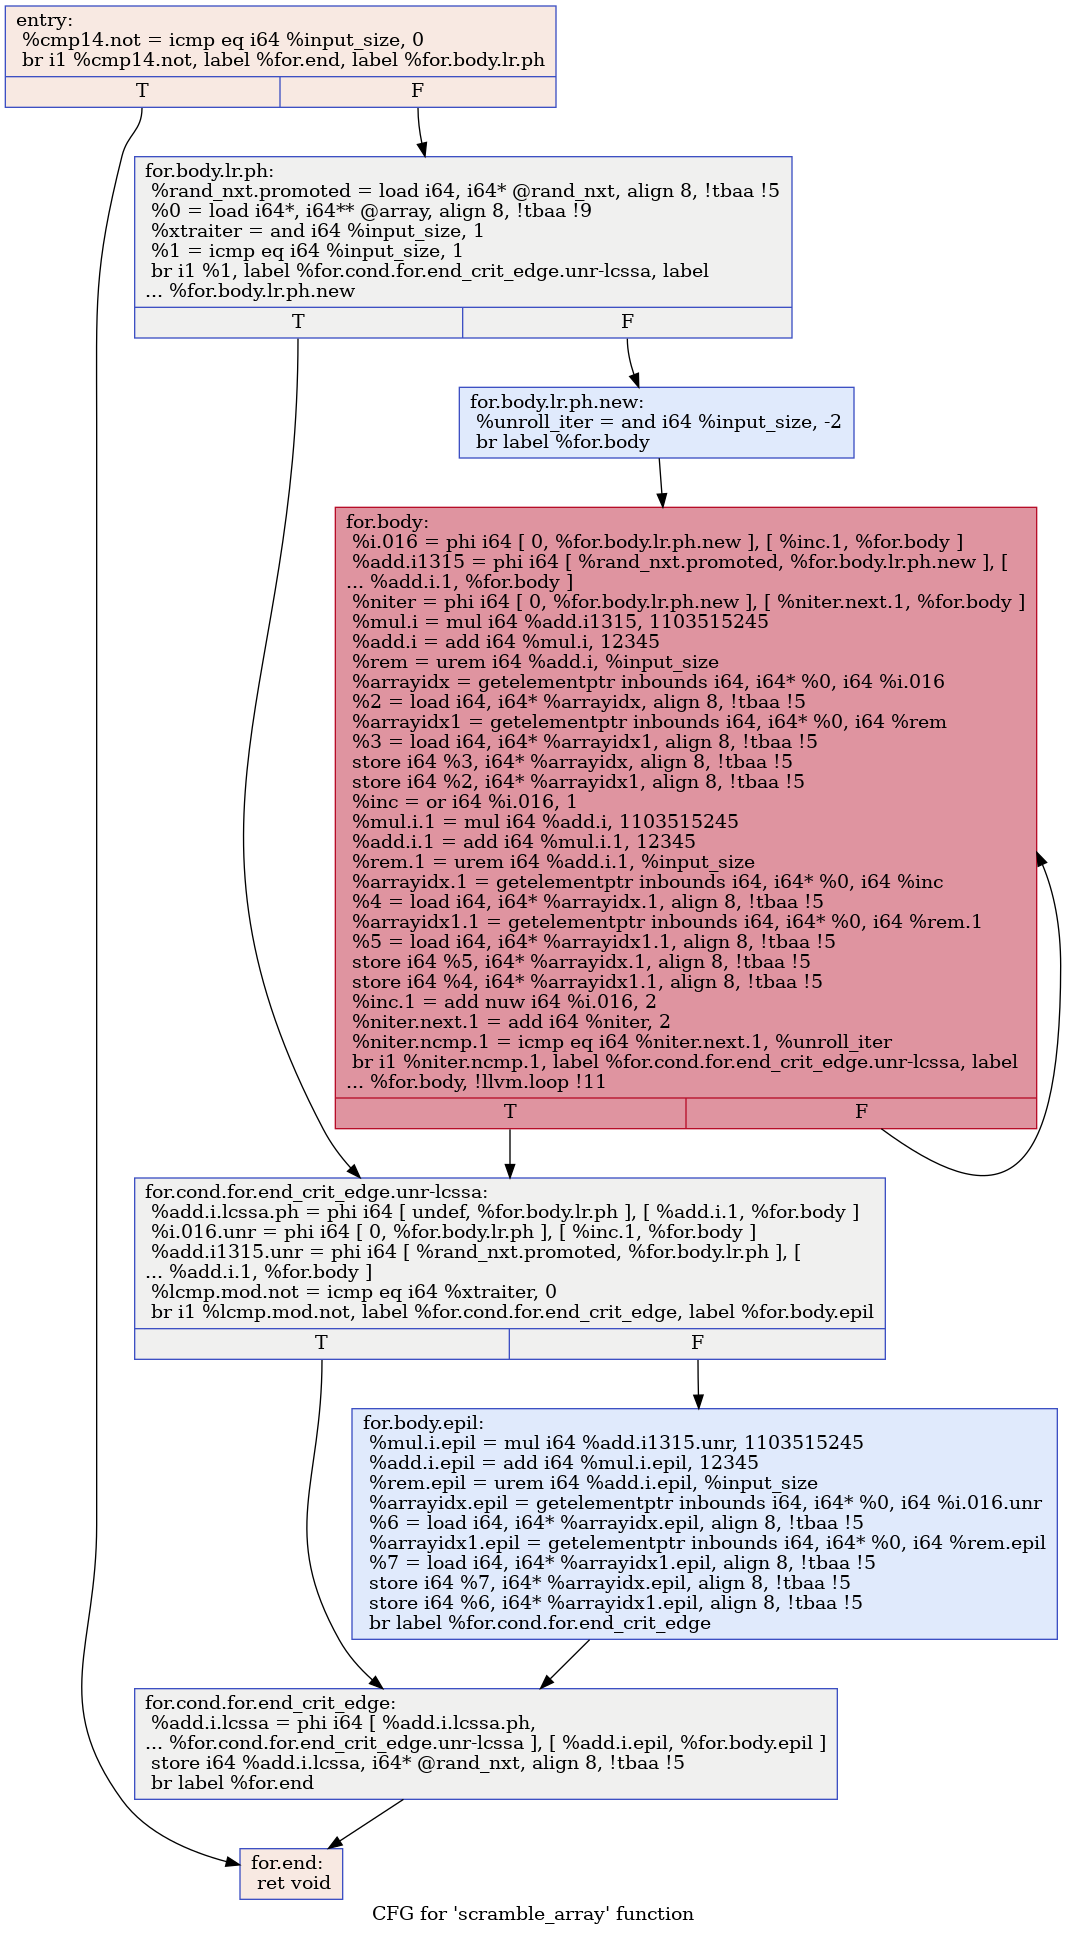 entry:
%cmp14.not = icmp eq i64 %input_size, 0
br i1 %cmp14.not, label %for.end, label %for.body.lr.ph
T F
for.body.lr.ph:
%rand_nxt.promoted = load i64, i64* @rand_nxt, align 8, !tbaa !5
%0 = load i64*, i64** @array, align 8, !tbaa !9
%xtraiter = and i64 %input_size, 1
%1 = icmp eq i64 %input_size, 1
br i1 %1, label %for.cond.for.end_crit_edge.unr-lcssa, label
... %for.body.lr.ph.new
T F
for.body.lr.ph.new:
%unroll_iter = and i64 %input_size, -2
br label %for.body
for.body:
%i.016 = phi i64 [ 0, %for.body.lr.ph.new ], [ %inc.1, %for.body ]
%add.i1315 = phi i64 [ %rand_nxt.promoted, %for.body.lr.ph.new ], [
... %add.i.1, %for.body ]
%niter = phi i64 [ 0, %for.body.lr.ph.new ], [ %niter.next.1, %for.body ]
%mul.i = mul i64 %add.i1315, 1103515245
%add.i = add i64 %mul.i, 12345
%rem = urem i64 %add.i, %input_size
%arrayidx = getelementptr inbounds i64, i64* %0, i64 %i.016
%2 = load i64, i64* %arrayidx, align 8, !tbaa !5
%arrayidx1 = getelementptr inbounds i64, i64* %0, i64 %rem
%3 = load i64, i64* %arrayidx1, align 8, !tbaa !5
store i64 %3, i64* %arrayidx, align 8, !tbaa !5
store i64 %2, i64* %arrayidx1, align 8, !tbaa !5
%inc = or i64 %i.016, 1
%mul.i.1 = mul i64 %add.i, 1103515245
%add.i.1 = add i64 %mul.i.1, 12345
%rem.1 = urem i64 %add.i.1, %input_size
%arrayidx.1 = getelementptr inbounds i64, i64* %0, i64 %inc
%4 = load i64, i64* %arrayidx.1, align 8, !tbaa !5
%arrayidx1.1 = getelementptr inbounds i64, i64* %0, i64 %rem.1
%5 = load i64, i64* %arrayidx1.1, align 8, !tbaa !5
store i64 %5, i64* %arrayidx.1, align 8, !tbaa !5
store i64 %4, i64* %arrayidx1.1, align 8, !tbaa !5
%inc.1 = add nuw i64 %i.016, 2
%niter.next.1 = add i64 %niter, 2
%niter.ncmp.1 = icmp eq i64 %niter.next.1, %unroll_iter
br i1 %niter.ncmp.1, label %for.cond.for.end_crit_edge.unr-lcssa, label
... %for.body, !llvm.loop !11
T F
for.cond.for.end_crit_edge.unr-lcssa:
%add.i.lcssa.ph = phi i64 [ undef, %for.body.lr.ph ], [ %add.i.1, %for.body ]
%i.016.unr = phi i64 [ 0, %for.body.lr.ph ], [ %inc.1, %for.body ]
%add.i1315.unr = phi i64 [ %rand_nxt.promoted, %for.body.lr.ph ], [
... %add.i.1, %for.body ]
%lcmp.mod.not = icmp eq i64 %xtraiter, 0
br i1 %lcmp.mod.not, label %for.cond.for.end_crit_edge, label %for.body.epil
T F
for.body.epil:
%mul.i.epil = mul i64 %add.i1315.unr, 1103515245
%add.i.epil = add i64 %mul.i.epil, 12345
%rem.epil = urem i64 %add.i.epil, %input_size
%arrayidx.epil = getelementptr inbounds i64, i64* %0, i64 %i.016.unr
%6 = load i64, i64* %arrayidx.epil, align 8, !tbaa !5
%arrayidx1.epil = getelementptr inbounds i64, i64* %0, i64 %rem.epil
%7 = load i64, i64* %arrayidx1.epil, align 8, !tbaa !5
store i64 %7, i64* %arrayidx.epil, align 8, !tbaa !5
store i64 %6, i64* %arrayidx1.epil, align 8, !tbaa !5
br label %for.cond.for.end_crit_edge
for.cond.for.end_crit_edge:
%add.i.lcssa = phi i64 [ %add.i.lcssa.ph,
... %for.cond.for.end_crit_edge.unr-lcssa ], [ %add.i.epil, %for.body.epil ]
store i64 %add.i.lcssa, i64* @rand_nxt, align 8, !tbaa !5
br label %for.end
for.end:
ret void
CFG for 'scramble_array' function